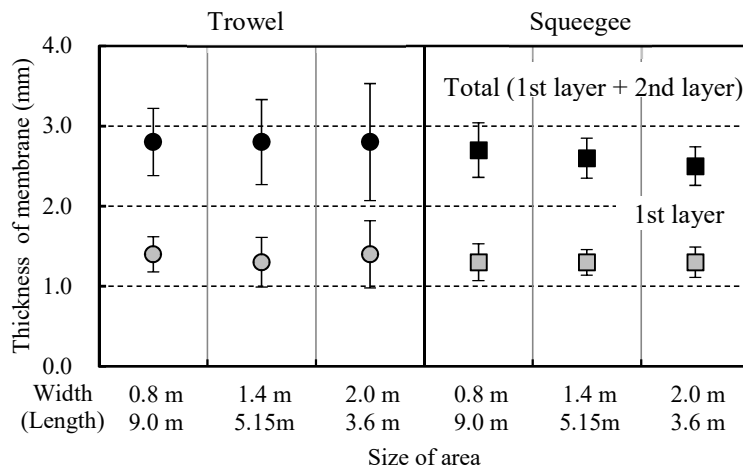 Trowel Squeegee
Thickness of membrane (mm)
4.0
3.0
2.0
1.0
0.0
Total (1st layer + 2nd layer)
1st layer
Width 0.8 m 1.4 m 2.0 m 0.8 m 1.4 m 2.0 m
(Length) 9.0 m 5.15m 3.6 m 9.0 m 5.15m 3.6 m
Size of area